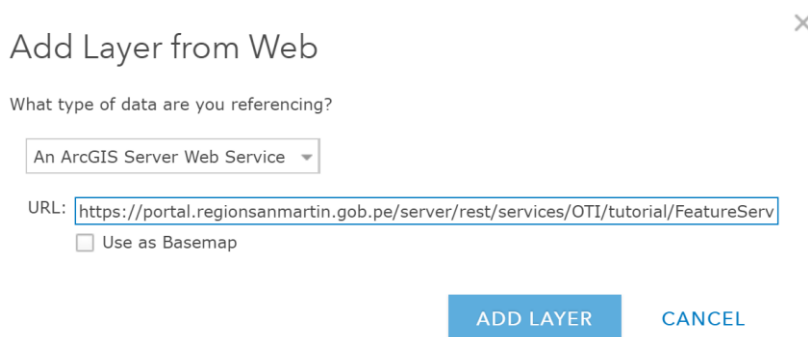 Add Layer from Web
What type of data are you referencing?
An ArcGIS Server Web Service
URL: https://portal.regionsanmartin.gob.pe/server/rest/services/OTI/tutorial/FeatureServ
Use as Basemap
ADD LAYER CANCEL